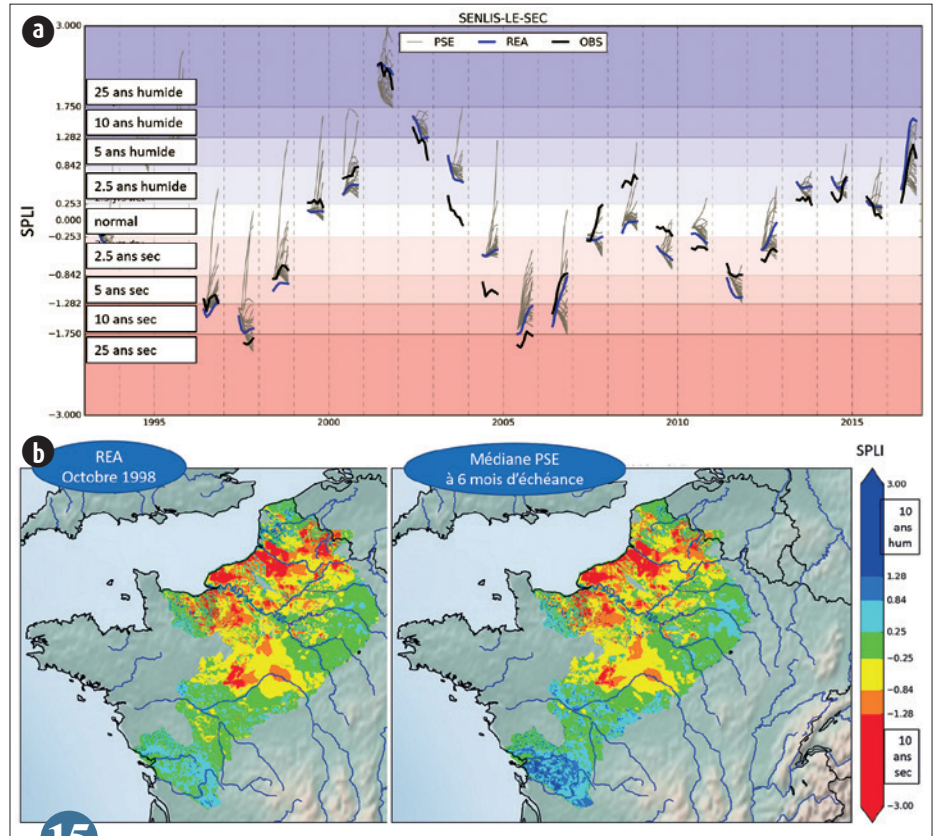 a
SENLIS-LE-SEC
PSE REA OBS
SPLI
3.000
1.750
1.282
0.842
0.253
0.000
−0.253
−0.842
−1.282
−1.750
−3.000
25 ans humide
10 ans humide
5 ans humide
2.5 ans humide
normal
2.5 ans sec
5 ans sec
10 ans sec
25 ans sec
1995 2000 2005 2010 2015
b
REA
Octobre 1998
Médiane PSE
à 6 mois d'échéance
SPLI
3.00
10
ans
hum
1.28
0.84
0.25
−0.25
−0.84
−1.28
10
ans
sec
−3.00
15